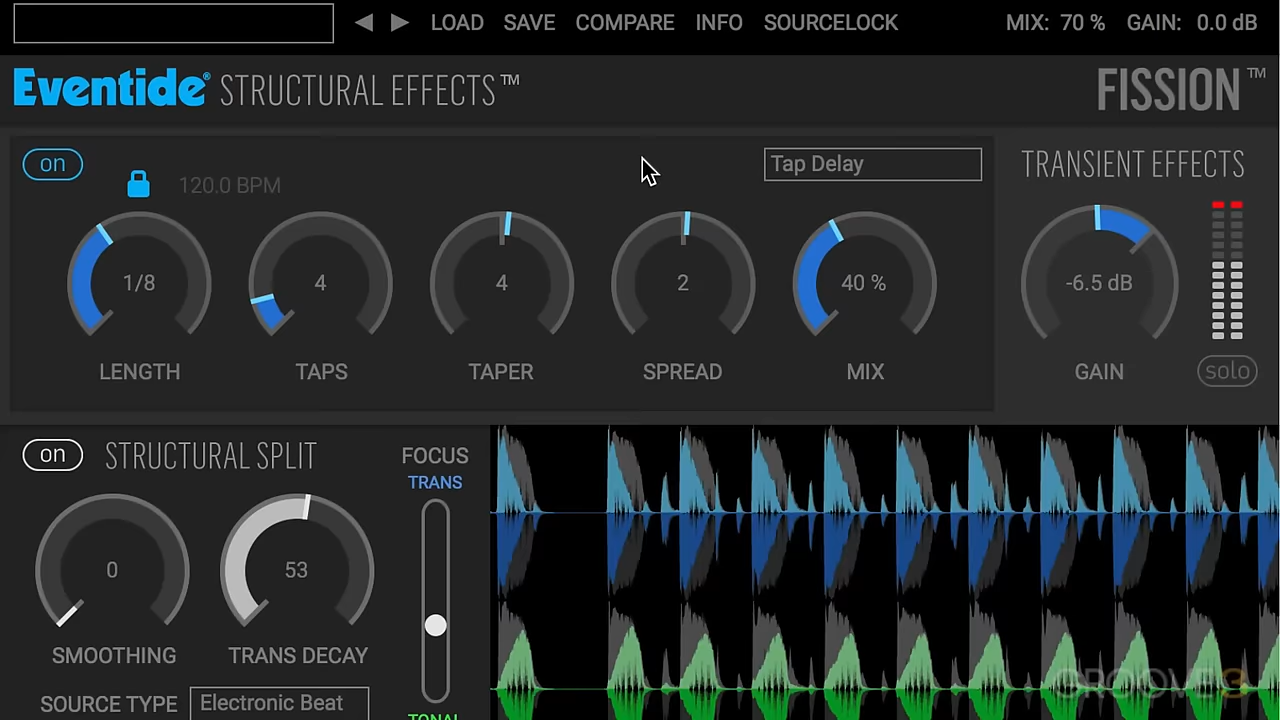 LOAD SAVE COMPARE INFO SOURCELOCK MIX: 70 % GAIN: 0.0 dB
Eventide® STRUCTURAL EFFECTS™ FISSION™
on 120.0 BPM Tap Delay TRANSIENT EFFECTS
1/8 4 4 2 40 % -6.5 dB
LENGTH TAPS TAPER SPREAD MIX GAIN solo
on STRUCTURAL SPLIT FOCUS
TRANS
0 53
SMOOTHING TRANS DECAY
SOURCE TYPE Electronic Beat
TONAL
GROOVE3